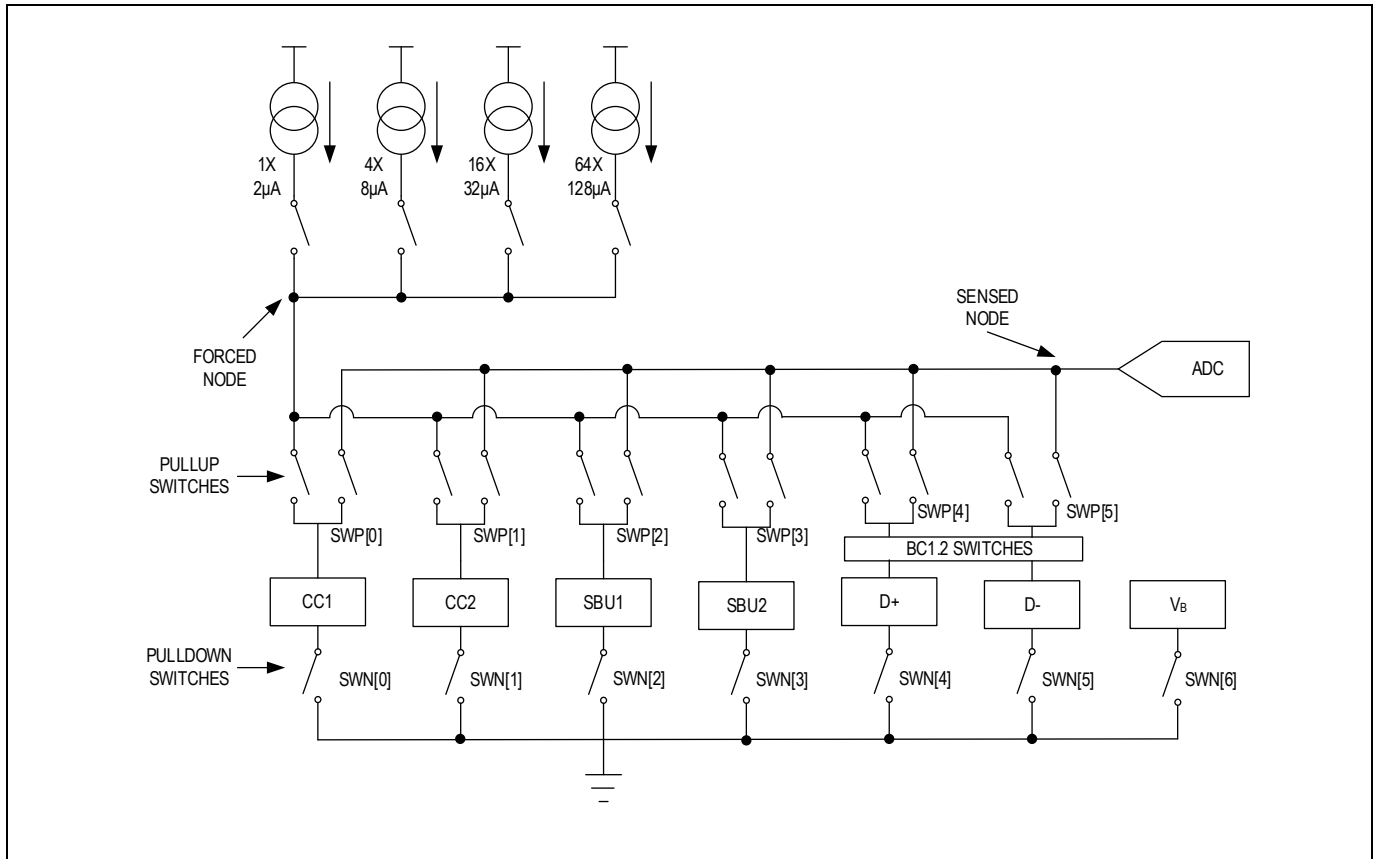 1X
2µA
4X
8µA
16X
32µA
64X
128µA
FORCED
NODE
SENSED
NODE
ADC
PULLUP
SWITCHES
SWP[0]
SWP[1]
SWP[2]
SWP[3]
SWP[4]
SWP[5]
BC1.2 SWITCHES
CC1
CC2
SBU1
SBU2
D+
D-
VB
PULLDOWN
SWITCHES
SWN[0]
SWN[1]
SWN[2]
SWN[3]
SWN[4]
SWN[5]
SWN[6]